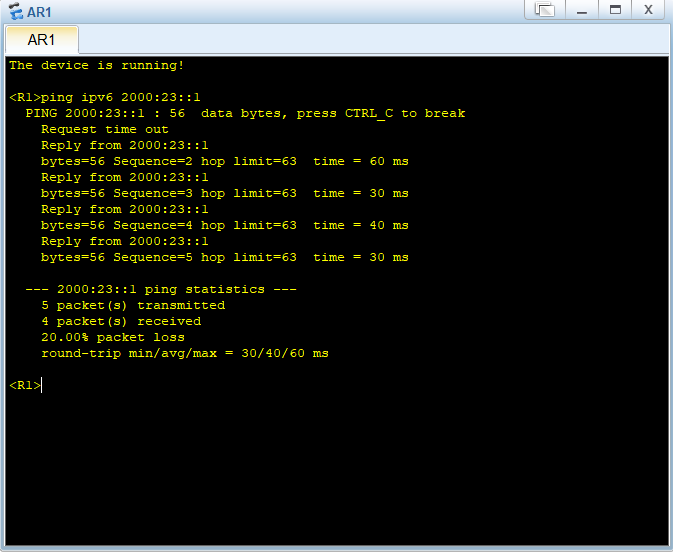 AR1
X
AR1
The device is running!
<R1>ping ipv6 2000:23::1
PING 2000:23::1 : 56  data bytes, press CTRL_C to break
Request time out
Reply from 2000:23::1
bytes=56 Sequence=2 hop limit=63  time = 60 ms
Reply from 2000:23::1
bytes=56 Sequence=3 hop limit=63  time = 30 ms
Reply from 2000:23::1
bytes=56 Sequence=4 hop limit=63  time = 40 ms
Reply from 2000:23::1
bytes=56 Sequence=5 hop limit=63  time = 30 ms
--- 2000:23::1 ping statistics ---
5 packet(s) transmitted
4 packet(s) received
20.00% packet loss
round-trip min/avg/max = 30/40/60 ms
<R1>